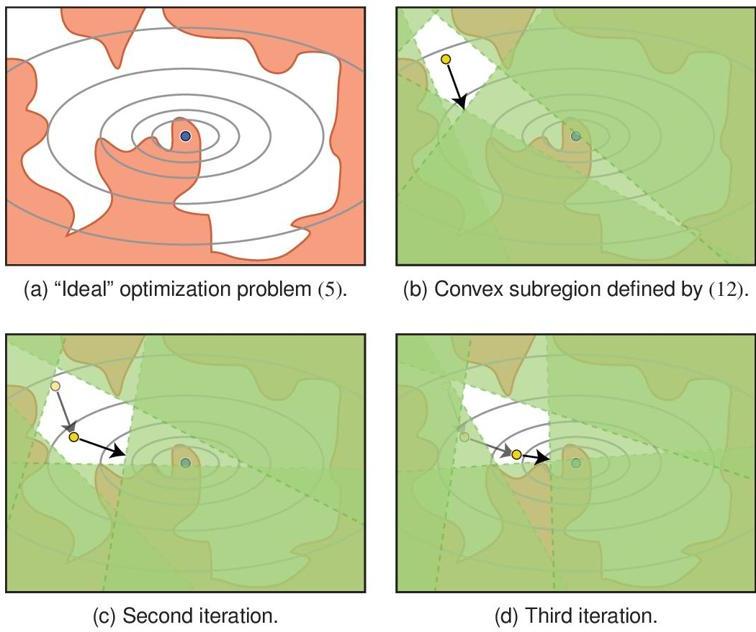 (a) “Ideal” optimization problem (5).
(b) Convex subregion defined by (12).
(c) Second iteration.
(d) Third iteration.